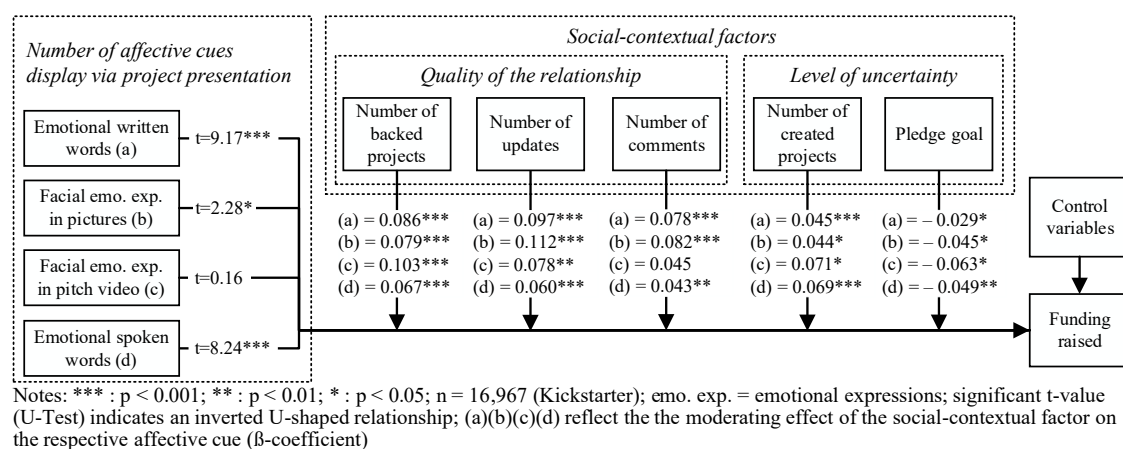 Number of affective cues
display via project presentation
Emotional written
words (a)
t=9.17***
Facial emo. exp.
in pictures (b)
t=2.28*
Facial emo. exp.
in pitch video (c)
t=0.16
Emotional spoken
words (d)
t=8.24***
Social-contextual factors
Quality of the relationship
Level of uncertainty
Number of
backed
projects
Number of
updates
Number of
comments
Number of
created
projects
Pledge goal
(a) = 0.086***
(b) = 0.079***
(c) = 0.103***
(d) = 0.067***
(a) = 0.097***
(b) = 0.112***
(c) = 0.078**
(d) = 0.060***
(a) = 0.078***
(b) = 0.082***
(c) = 0.045
(d) = 0.043**
(a) = 0.045***
(b) = 0.044*
(c) = 0.071*
(d) = 0.069***
(a) = – 0.029*
(b) = – 0.045*
(c) = – 0.063*
(d) = – 0.049**
Control
variables
Funding
raised
Notes: *** : p < 0.001; ** : p < 0.01; * : p < 0.05; n = 16,967 (Kickstarter); emo. exp. = emotional expressions; significant t-value
(U-Test) indicates an inverted U-shaped relationship; (a)(b)(c)(d) reflect the the moderating effect of the social-contextual factor on
the respective affective cue (ß-coefficient)